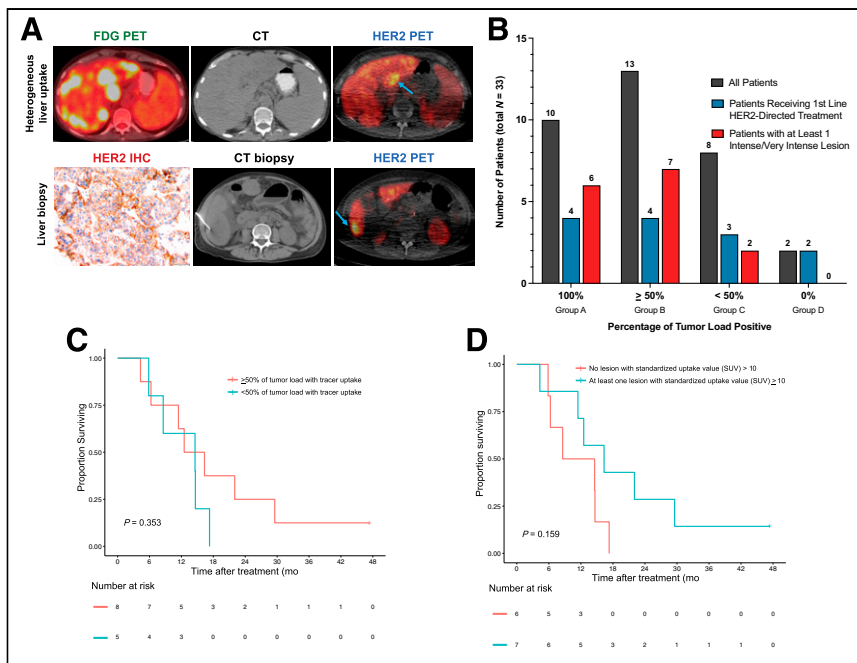 A
FDG PET
CT
HER2 PET
Heterogeneous
liver uptake
HER2 IHC
CT biopsy
HER2 PET
Liver biopsy
B
Number of Patients (total N = 33)
15
10
5
0
10
4
6
13
4
7
8
3
2
2
2
0
All Patients
Patients Receiving 1st Line
HER2-Directed Treatment
Patients with at Least 1
Intense/Very Intense Lesion
100%
≥ 50%
< 50%
0%
Group A
Group B
Group C
Group D
Percentage of Tumor Load Positive
C
Proportion Surviving
1.00
0.75
0.50
0.25
0.00
≥50% of tumor load with tracer uptake
<50% of tumor load with tracer uptake
P = 0.353
0 6 12 18 24 30 36 42 48
Time after treatment (mo
Number at risk
8 7 5 3 2 1 1 1 0
5 4 3 0 0 0 0 0 0
D
Proportion surviving
1.00
0.75
0.50
0.25
0.00
No lesion with standardized uptake value (SUV) > 10
At least one lesion with standardized uptake value (SUV) ≥ 10
P = 0.159
0 6 12 18 24 30 36 42 48
Time after treatment (mo
Number at risk
6 5 3 0 0 0 0 0 0
7 6 5 3 2 1 1 1 0